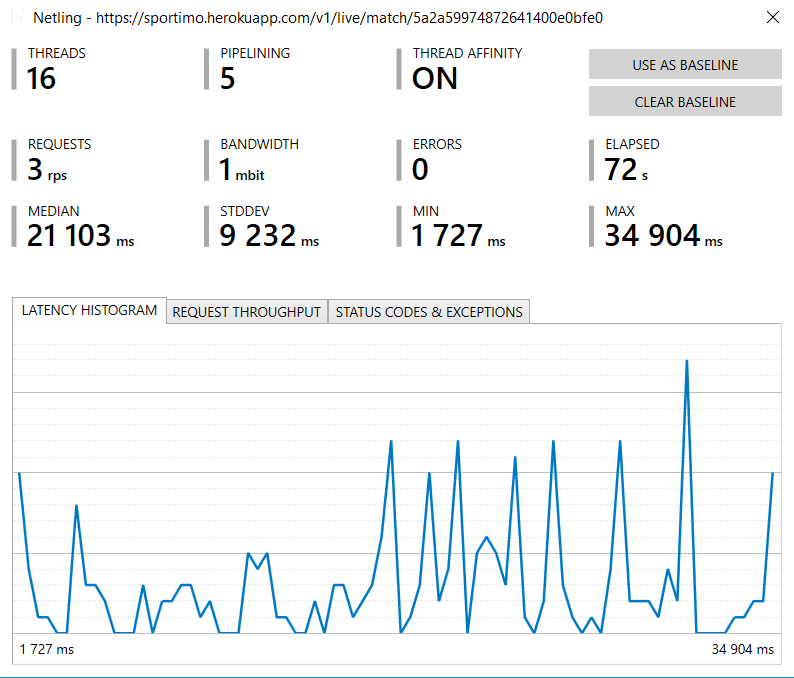 Netling - https://sportimo.herokuapp.com/v1/live/match/5a2a59974872641400e0bfe0
THREADS
16
PIPELINING
5
THREAD AFFINITY
ON
USE AS BASELINE
CLEAR BASELINE
REQUESTS
3 rps
BANDWIDTH
1 mbit
ERRORS
0
ELAPSED
72 s
MEDIAN
21 103 ms
STDDEV
9 232 ms
MIN
1 727 ms
MAX
34 904 ms
LATENCY HISTOGRAM
REQUEST THROUGHPUT
STATUS CODES & EXCEPTIONS
1 727 ms
34 904 ms